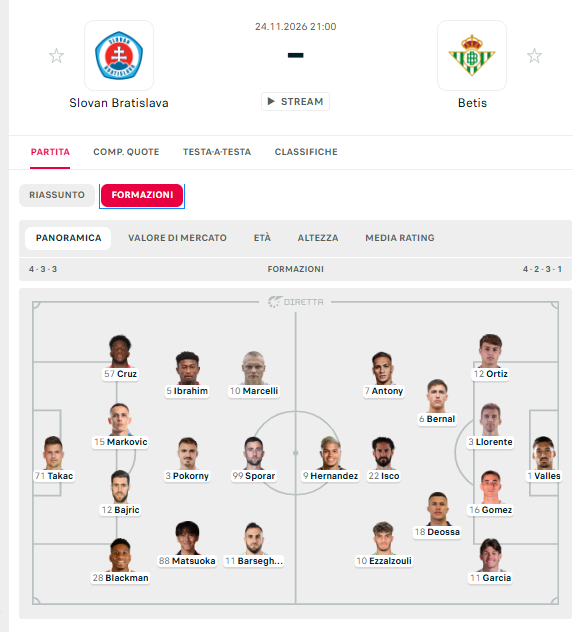 24.11.2026 21:00
Slovan Bratislava
–
Betis
STREAM
PARTITA COMP. QUOTE TESTA-A-TESTA CLASSIFICHE
RIASSUNTO FORMAZIONI
PANORAMICA VALORE DI MERCATO ETÀ ALTEZZA MEDIA RATING
4 - 3 - 3 FORMAZIONI 4 - 2 - 3 - 1
DIRETTA
57 Cruz
5 Ibrahim
10 Marcelli
7 Antony
12 Ortiz
6 Bernal
15 Markovic
3 Llorente
71 Takac
3 Pokorny
99 Sporar
9 Hernandez
22 Isco
1 Valles
12 Bajric
16 Gomez
18 Deossa
88 Matsuoka
11 Barsegh...
10 Ezzalzouli
28 Blackman
11 Garcia